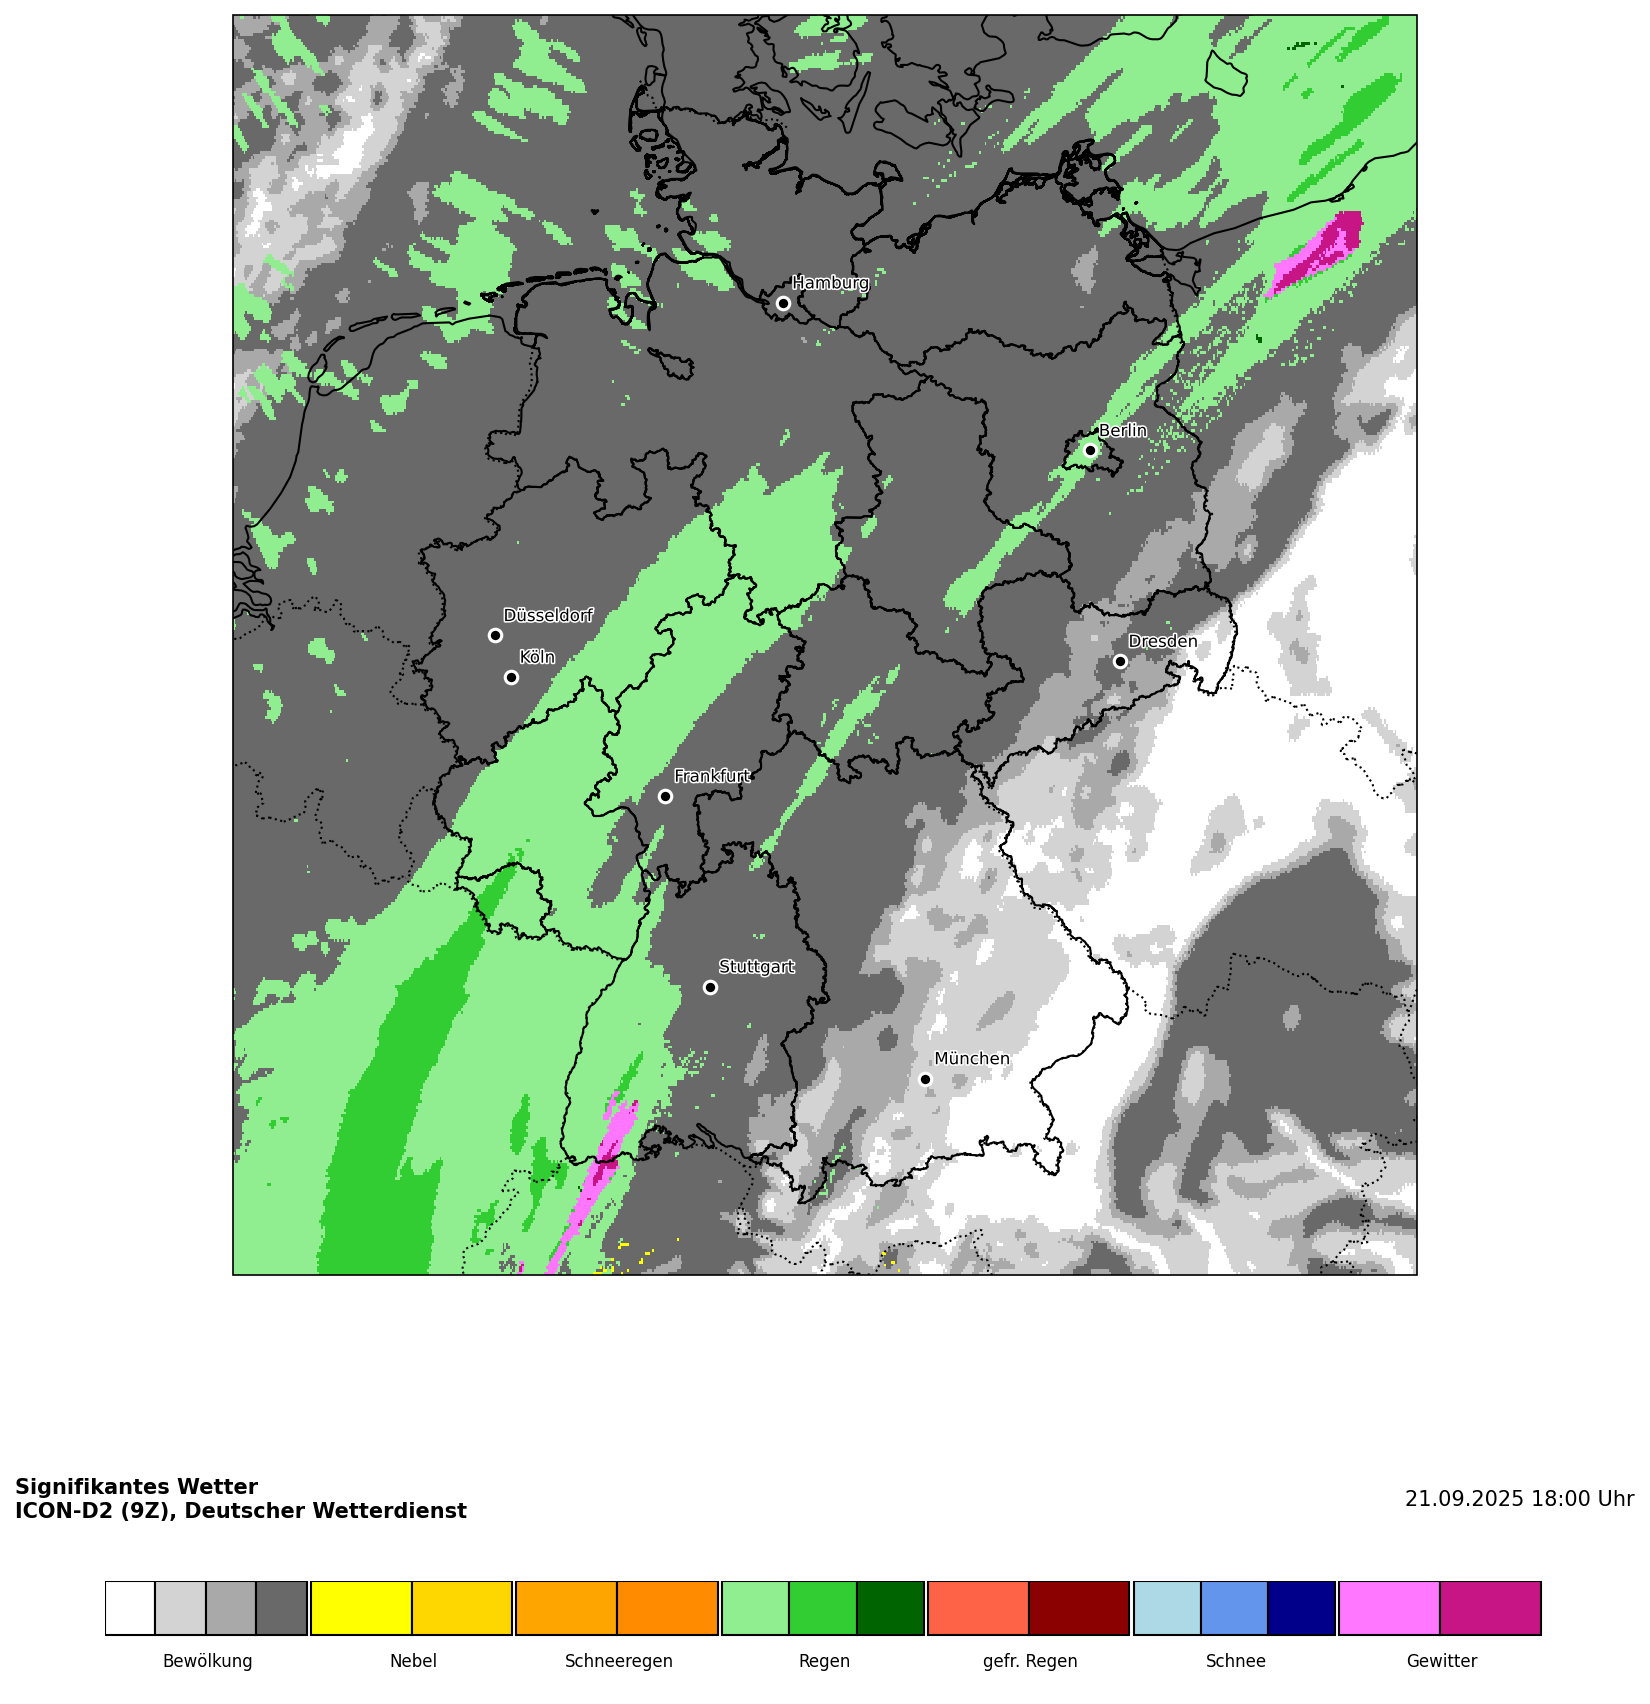 Hamburg
Berlin
Düsseldorf
Köln
Dresden
Frankfurt
Stuttgart
München
Signifikantes Wetter
ICON-D2 (9Z), Deutscher Wetterdienst
21.09.2025 18:00 Uhr
Bewölkung
Nebel
Schneeregen
Regen
gefr. Regen
Schnee
Gewitter